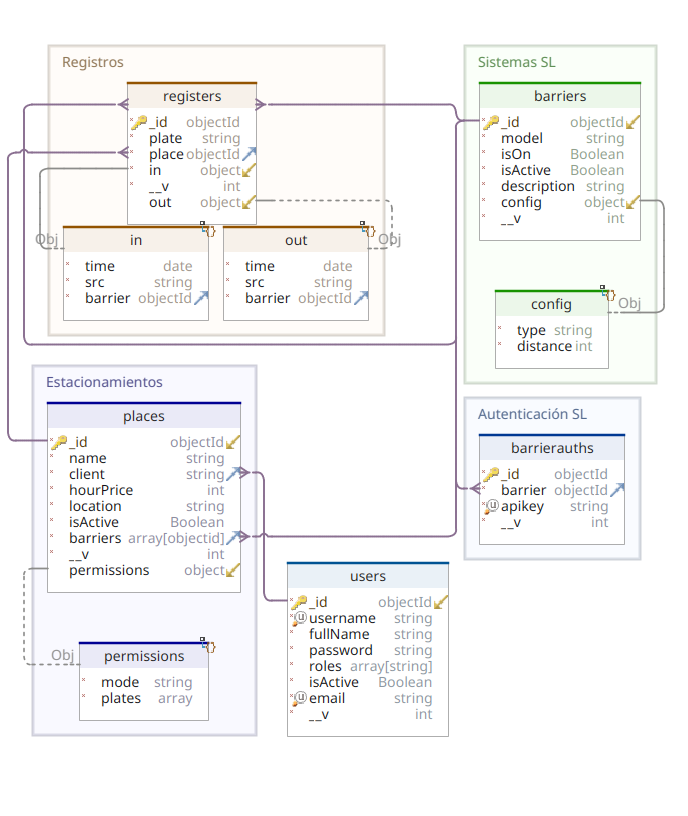 Registros
registers
_id objectId
plate string
place objectId
in object
__v int
out object
Obj
in
time date
src string
barrier objectId
out
Obj
time date
src string
barrier objectId
Sistemas SL
barriers
_id objectId
model string
isOn Boolean
isActive Boolean
description string
config object
__v int
config
Obj
type string
distance int
Estacionamientos
places
_id objectId
name string
client string
hourPrice int
location string
isActive Boolean
barriers array[objectid]
__v int
permissions object
Obj
permissions
mode string
plates array
Autenticación SL
barrierauths
_id objectId
barrier objectId
u apikey string
__v int
users
_id objectId
u username string
fullName string
password string
roles array[string]
isActive Boolean
u email string
__v int